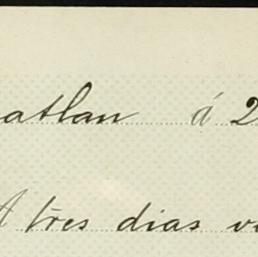 atlan á 2
A tres dias v